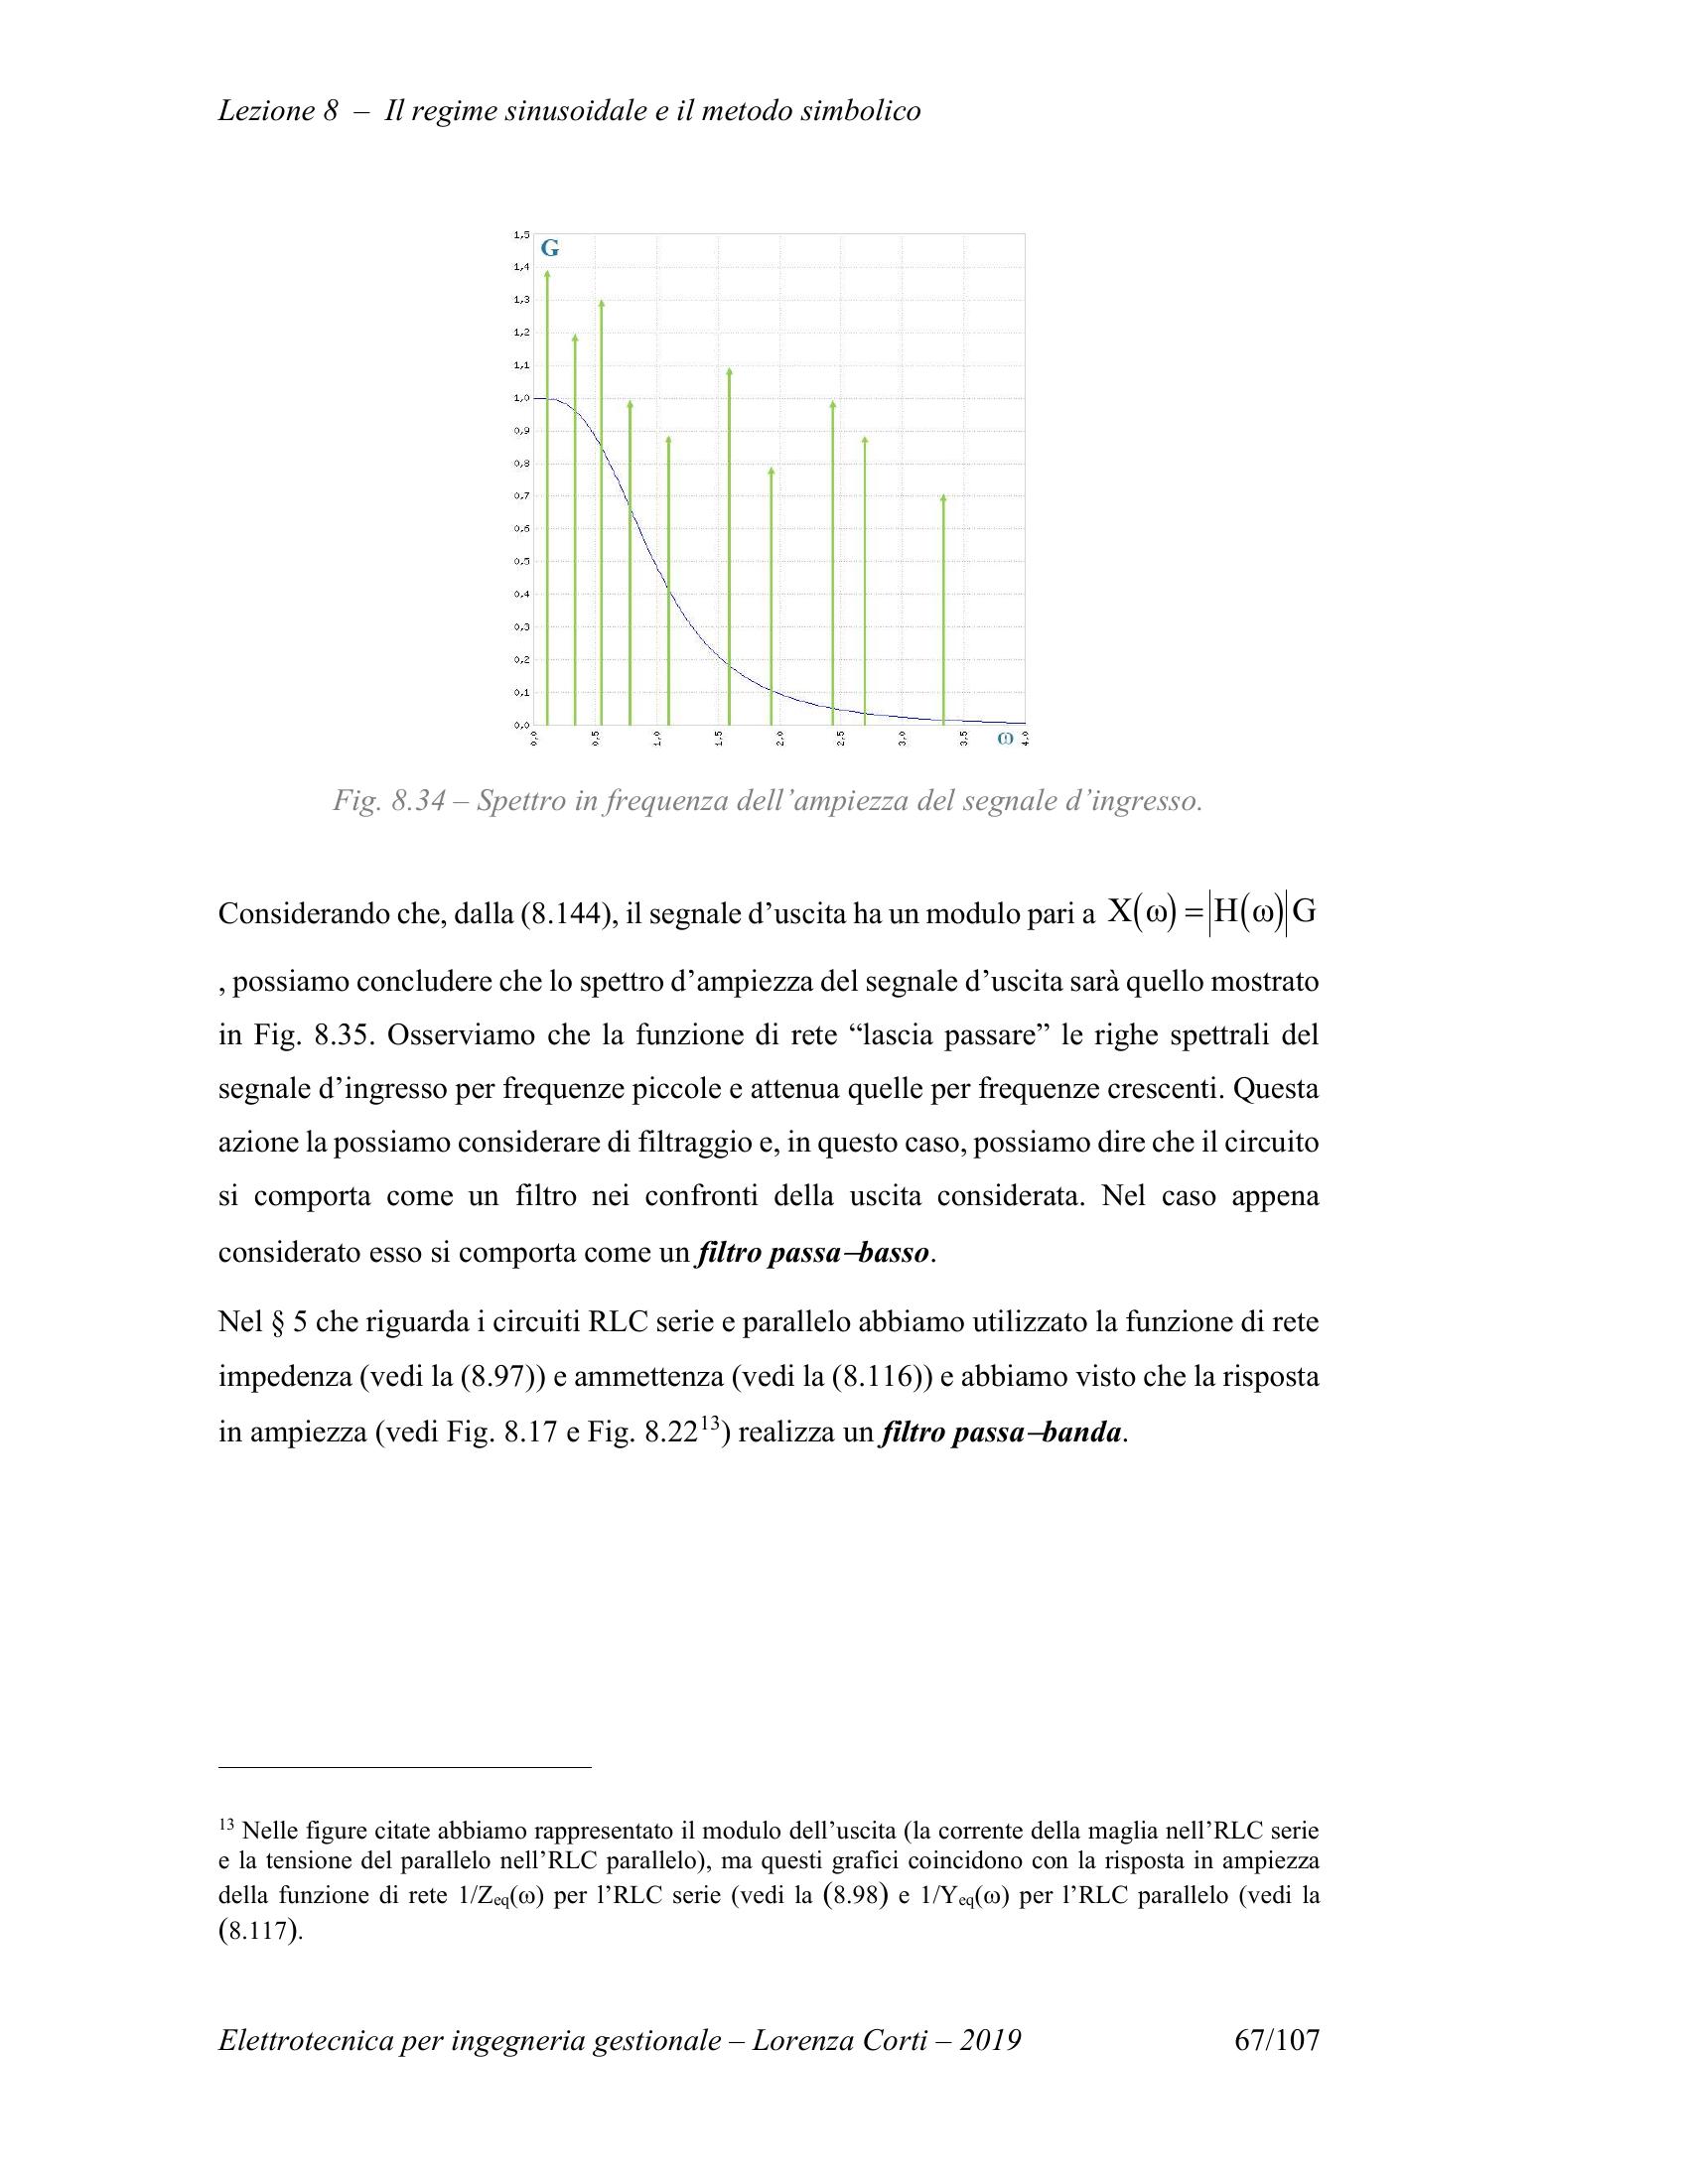 Lezione 8 – Il regime sinusoidale e il metodo simbolico
1,5
G
1,4
1,3
1,2
1,1
1,0
0,9
0,8
0,7
0,6
0,5
0,4
0,3
0,2
0,1
0,0
0,0 0,5 1,0 1,5 2,0 2,5 3,0 3,5 ω 4,0
Fig. 8.34 – Spettro in frequenza dell’ampiezza del segnale d’ingresso.
Considerando che, dalla (8.144), il segnale d’uscita ha un modulo pari a X(ω) = |H(ω)| G
, possiamo concludere che lo spettro d’ampiezza del segnale d’uscita sarà quello mostrato
in Fig. 8.35. Osserviamo che la funzione di rete “lascia passare” le righe spettrali del
segnale d’ingresso per frequenze piccole e attenua quelle per frequenze crescenti. Questa
azione la possiamo considerare di filtraggio e, in questo caso, possiamo dire che il circuito
si comporta come un filtro nei confronti della uscita considerata. Nel caso appena
considerato esso si comporta come un filtro passa–basso.
Nel § 5 che riguarda i circuiti RLC serie e parallelo abbiamo utilizzato la funzione di rete
impedenza (vedi la (8.97)) e ammettenza (vedi la (8.116)) e abbiamo visto che la risposta
in ampiezza (vedi Fig. 8.17 e Fig. 8.22¹³) realizza un filtro passa–banda.
¹³ Nelle figure citate abbiamo rappresentato il modulo dell’uscita (la corrente della maglia nell’RLC serie
e la tensione del parallelo nell’RLC parallelo), ma questi grafici coincidono con la risposta in ampiezza
della funzione di rete 1/Zeq(ω) per l’RLC serie (vedi la (8.98) e 1/Yeq(ω) per l’RLC parallelo (vedi la
(8.117).
Elettrotecnica per ingegneria gestionale – Lorenza Corti – 2019 67/107